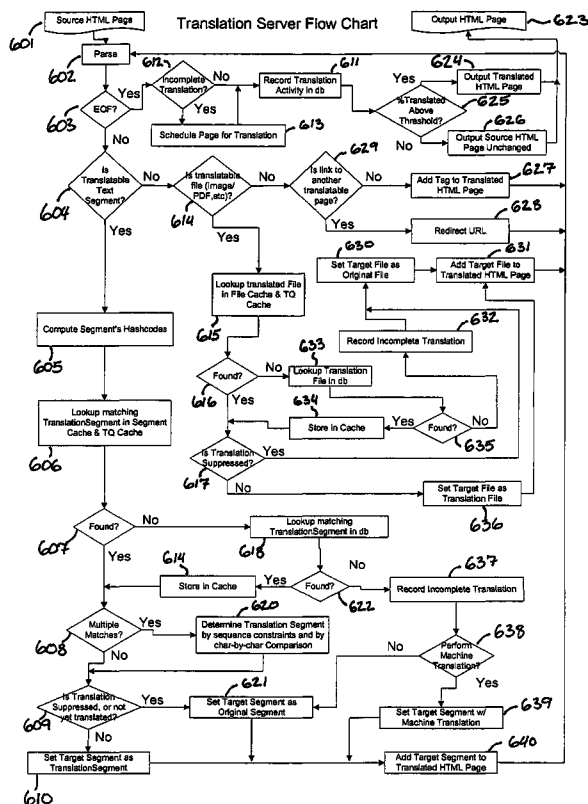 Translation Server Flow Chart
601
Source HTML Page
Output HTML Page
623
602
Parse
603
EOF?
Yes
No
612
Incomplete
Translation?
No
Yes
Record Translation
Activity in db
611
Schedule Page for Translation
613
%Translated
Above
Threshold?
625
Yes
No
624
Output Translated
HTML Page
626
Output Source HTML
Page Unchanged
Is
Translatable
Text
Segment?
604
No
Yes
Is translatable
file (Image/
PDF,etc)?
614
No
Yes
629
Is link to
another
translatable
page?
No
Yes
Add Tag to Translated
HTML Page
627
628
Redirect URL
630
Set Target File as
Original File
631
Add Target File to
Translated HTML Page
Lookup translated File
in File Cache & TQ
Cache
615
632
Record Incomplete Translation
Compute Segment's Hashcodes
605
Found?
616
No
Yes
633
Lookup Translation
File in db
634
Store in Cache
Yes
Found?
No
635
Lookup matching
TranslationSegment in Segment
Cache & TQ Cache
606
Is Translation
Suppressed?
617
Yes
No
Set Target File as
Translation File
636
Found?
607
No
Yes
Lookup matching
TranslationSegment in db
618
614
Store in Cache
Yes
Found?
622
No
637
Record Incomplete Translation
Multiple
Matches?
608
Yes
No
620
Determine Translation Segment
by sequence constraints and by
char-by-char Comparison
Perform
Machine
Translation?
638
No
Yes
Is Translation
Suppressed, or not
yet translated?
609
Yes
No
621
Set Target Segment as
Original Segment
Set Target Segment w/
Machine Translation
639
Set Target Segment as
TranslationSegment
610
Add Target Segment to
Translated HTML Page
640